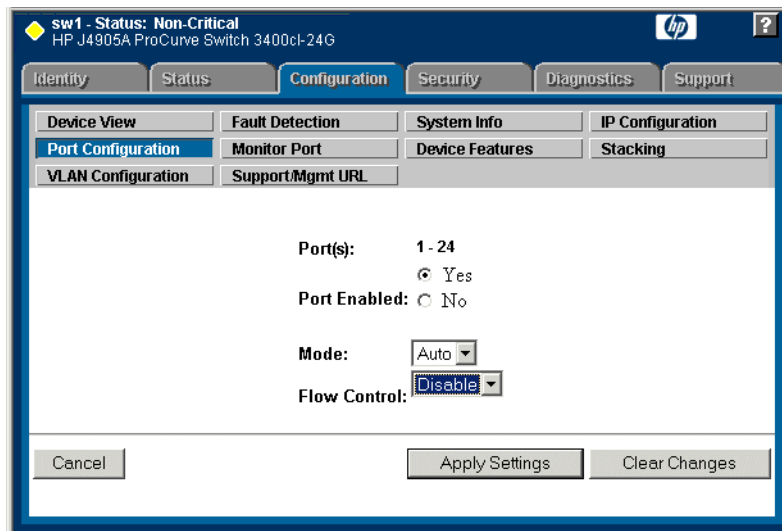 sw1 - Status: Non-Critical
HP J4905A ProCurve Switch 3400cl-24G
hp
?
Identity Status Configuration Security Diagnostics Support
Device View Fault Detection System Info IP Configuration
Port Configuration Monitor Port Device Features Stacking
VLAN Configuration Support/Mgmt URL
Port(s): 1 - 24
Yes
Port Enabled: No
Mode: Auto
Flow Control: Disable
Cancel Apply Settings Clear Changes